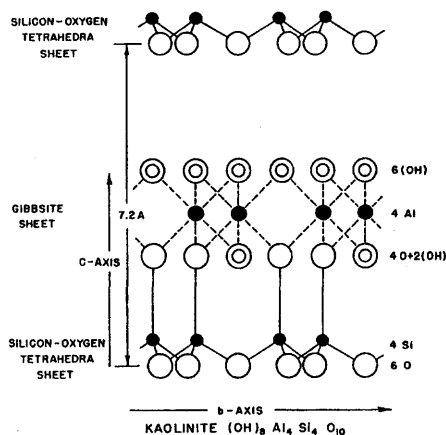 SILICON-OXYGEN
TETRAHEDRA
SHEET
6(OH)
GIBBSITE
SHEET
7.2A
4 Al
C-AXIS
4O+2(OH)
SILICON-OXYGEN
TETRAHEDRA
SHEET
4 Si
6 O
b-AXIS
KAOLINITE (OH)8 Al4 Si4 O10